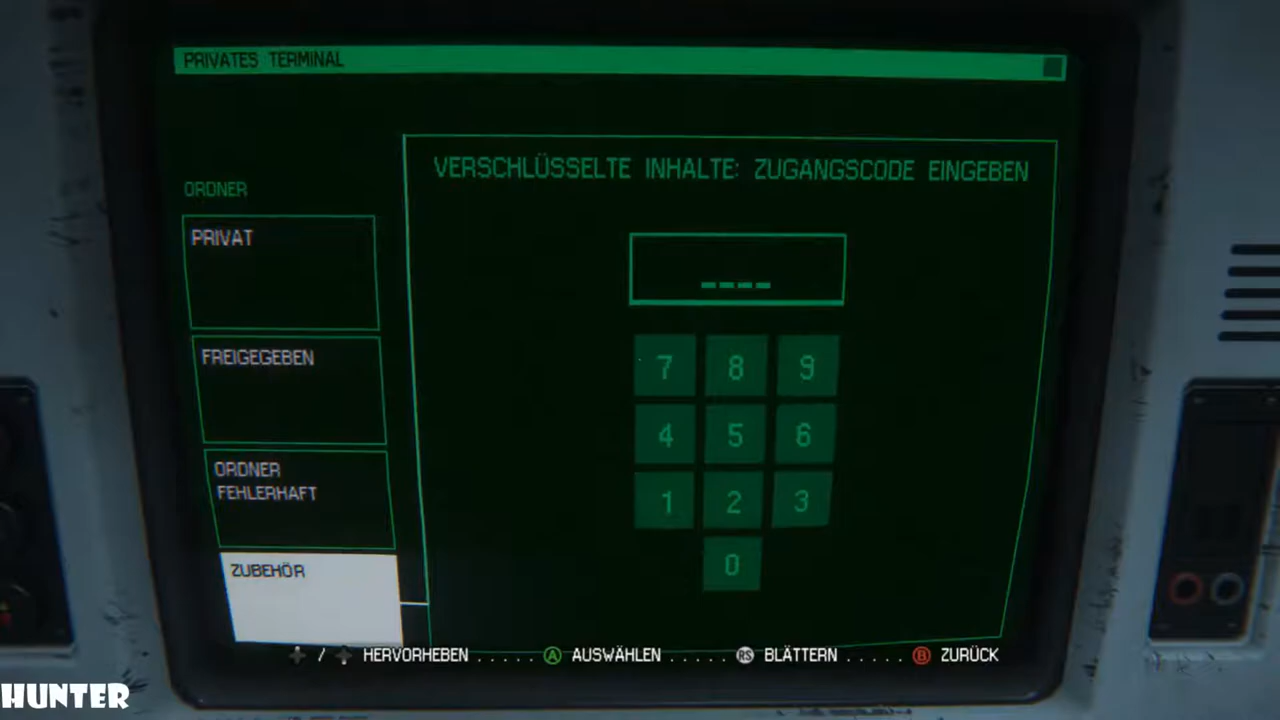 PRIVATES TERMINAL
ORDNER
PRIVAT
FREIGEGEBEN
ORDNER
FEHLERHAFT
ZUBEHÖR
VERSCHLÜSSELTE INHALTE: ZUGANGSCODE EINGEBEN
_ _ _ _
7 8 9
4 5 6
1 2 3
0
/ HERVORHEBEN ..... A AUSWÄHLEN ..... RS BLÄTTERN ..... B ZURÜCK
HUNTER